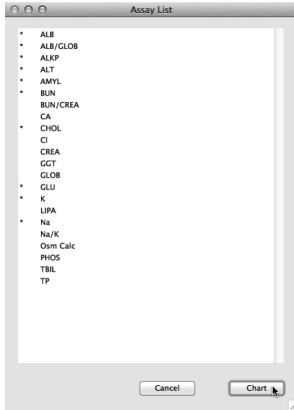 Assay List
* ALB
* ALB/GLOB
* ALKP
* ALT
* AMYL
* BUN
BUN/CREA
CA
* CHOL
Cl
CREA
GGT
GLOB
* GLU
* K
LIPA
* Na
Na/K
Osm Calc
PHOS
TBIL
TP
Cancel Chart